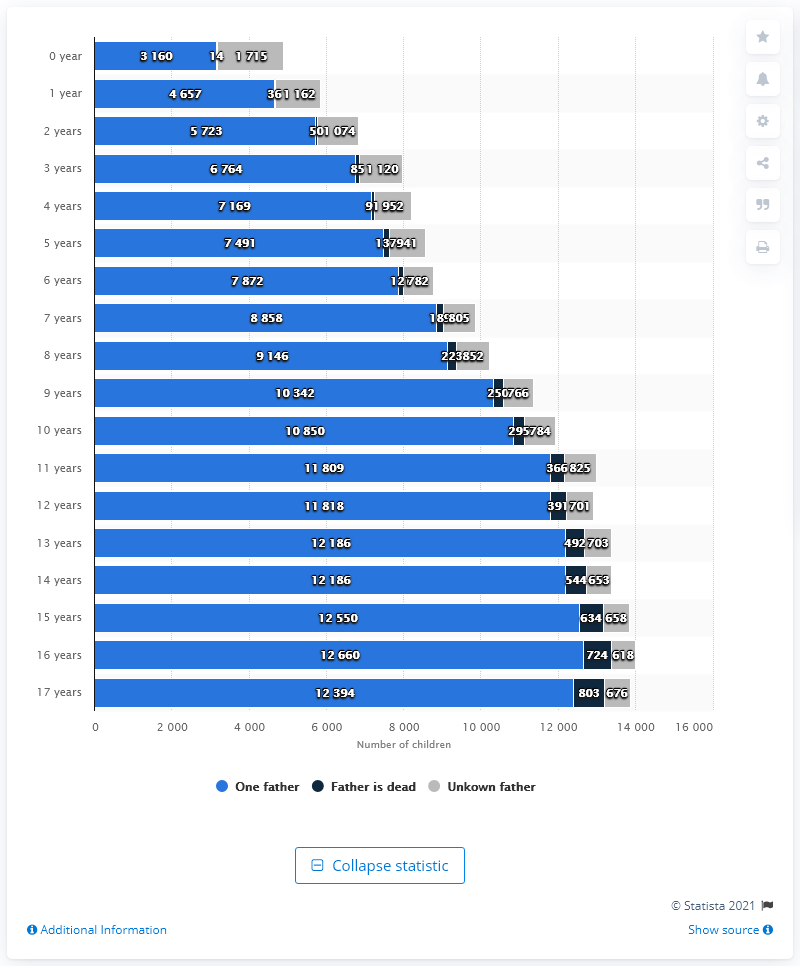 0 year 3 160 14 1 715
1 year 4 657 36 1 162
2 years 5 723 50 1 074
3 years 6 764 85 1 120
4 years 7 169 91 952
5 years 7 491 137 941
6 years 7 872 782
7 years 8 858 189 805
8 years 9 146 223 852
9 years 10 342 250 766
10 years 10 850 295 784
11 years 11 809 366 825
12 years 11 818 391 701
13 years 12 186 492 703
14 years 12 186 544 653
15 years 12 550 634 658
16 years 12 660 724 618
17 years 12 394 803 676
0 2 000 4 000 6 000 8 000 10 000 12 000 14 000 16 000
Number of children
One father Father is dead Unkown father
Collapse statistic
© Statista 2021
Additional Information Show source